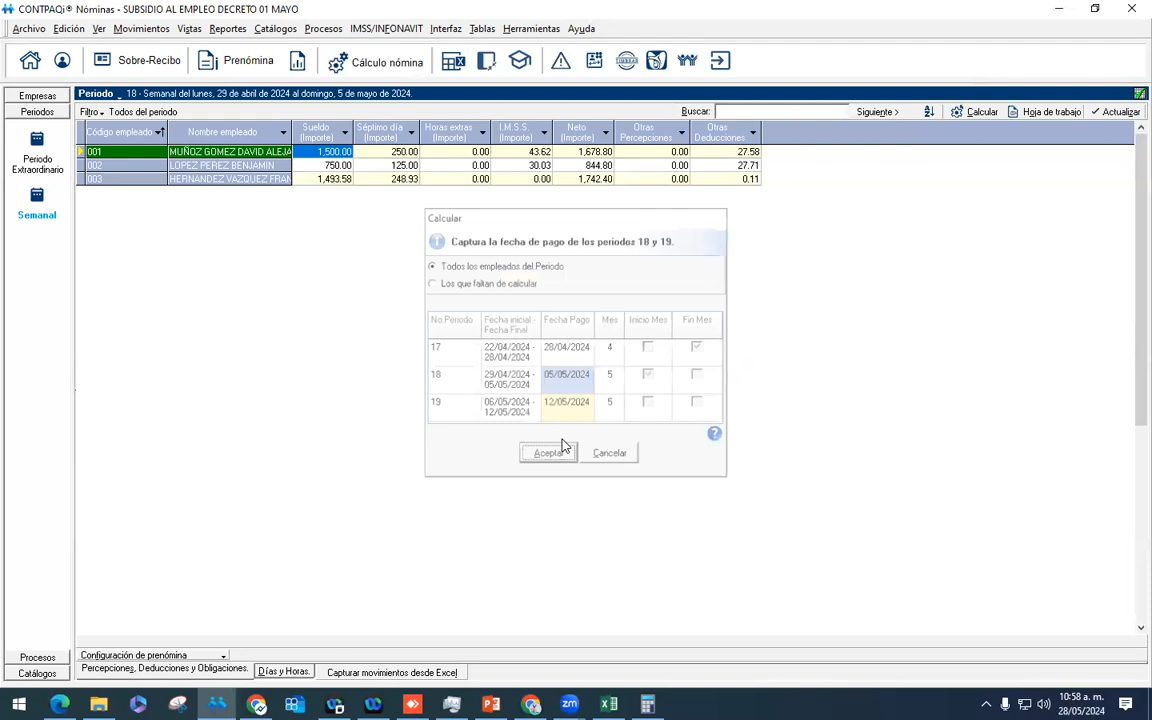 CONTPAQi® Nóminas - SUBSIDIO AL EMPLEO DECRETO 01 MAYO
Archivo Edición Ver Movimientos Vistas Reportes Catálogos Procesos IMSS/INFONAVIT Interfaz Tablas Herramientas Ayuda
Sobre-Recibo Prenómina Cálculo nómina
Empresas
Periodo 18 - Semanal del lunes, 29 de abril de 2024 al domingo, 5 de mayo de 2024.
Periodos
Filtro Todos del periodo Buscar: Siguiente > Calcular Hoja de trabajo Actualizar
Código empleado Nombre empleado Sueldo (Importe) Séptimo día (Importe) Horas extras (Importe) I.M.S.S. (Importe) Neto (Importe) Otras Percepciones (Importe) Otras Deducciones (Importe)
001 MUÑOZ GOMEZ DAVID ALEJA 1,500.00 250.00 0.00 43.62 1,678.80 0.00 27.58
002 LOPEZ PEREZ BENJAMIN 750.00 125.00 0.00 30.03 844.80 0.00 27.71
003 HERNANDEZ VAZQUEZ FRAN 1,493.58 248.93 0.00 0.00 1,742.40 0.00 0.11
Periodo
Extraordinario
Semanal
Calcular
Captura la fecha de pago de los periodos 18 y 19.
Todos los empleados del Periodo
Los que faltan de calcular
No.Periodo Fecha inicial - Fecha Final Fecha Pago Mes Inicio Mes Fin Mes
17 22/04/2024 - 28/04/2024 28/04/2024 4
18 29/04/2024 - 05/05/2024 05/05/2024 5
19 06/05/2024 - 12/05/2024 12/05/2024 5
Aceptar Cancelar
Procesos
Catálogos
Configuración de prenómina
Percepciones, Deducciones y Obligaciones. Días y Horas. Capturar movimientos desde Excel
10:58 a. m.
28/05/2024